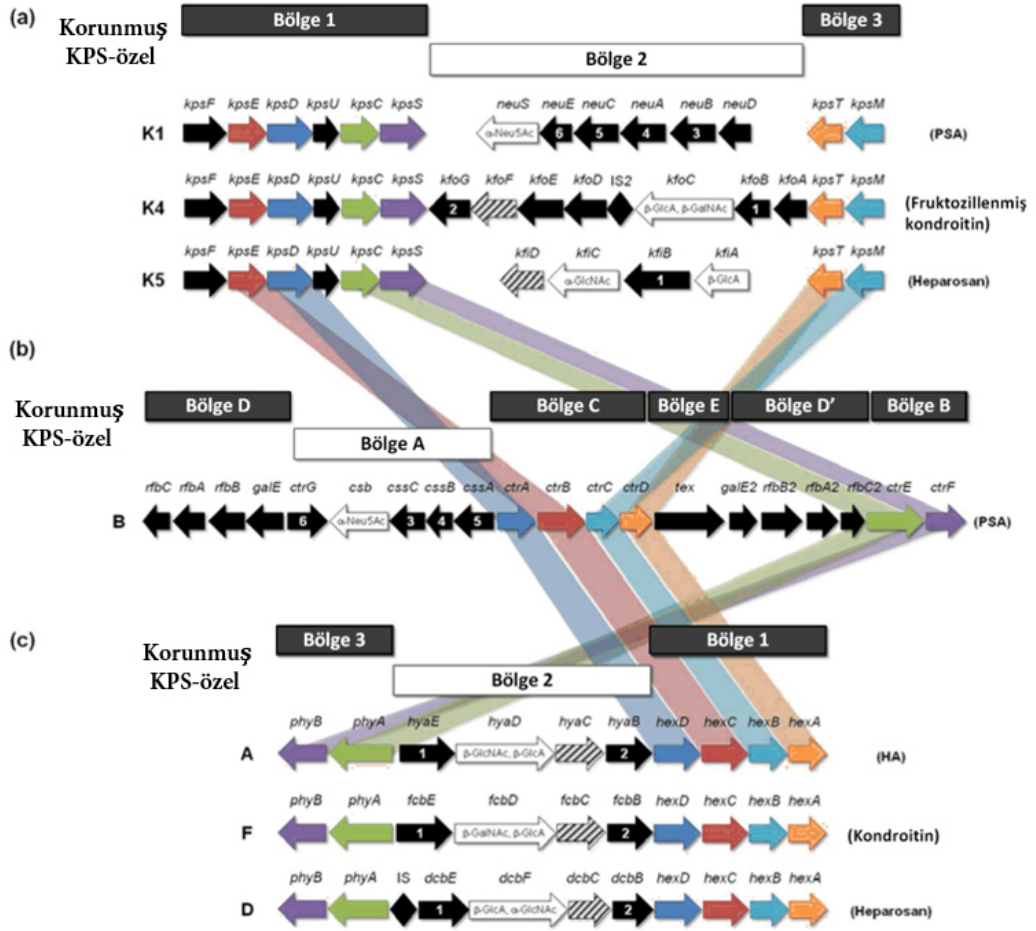 (a)
Korunmuş
KPS-özel
Bölge 1
Bölge 3
Bölge 2
kpsF kpsE kpsD kpsU kpsC kpsS neuS neuE neuC neuA neuB neuD kpsT kpsM
K1 α-Neu5Ac 6 5 4 3 (PSA)
kpsF kpsE kpsD kpsU kpsC kpsS kfoG kfoF kfoE kfoD IS2 kfoC kfoB kfoA kpsT kpsM
K4 2 β-GlcA, β-GalNAc 1 (Fruktozillenmiş
kondroitin)
kpsF kpsE kpsD kpsU kpsC kpsS kfiD kfiC kfiB kfiA kpsT kpsM
K5 α-GlcNAc 1 β-GlcA (Heparosan)
(b)
Korunmuş
KPS-özel
Bölge D Bölge C Bölge E Bölge D’ Bölge B
Bölge A
rfbC rfbA rfbB galE ctrG csb cssC cssB cssA ctrA ctrB ctrC ctrD tex galE2 rfbB2 rfbA2 rfbC2 ctrE ctrF
B 6 α-Neu5Ac 3 4 5 (PSA)
(c)
Korunmuş
KPS-özel
Bölge 3 Bölge 1
Bölge 2
phyB phyA hyaE hyaD hyaC hyaB hexD hexC hexB hexA
A 1 β-GlcNAc, β-GlcA 2 (HA)
phyB phyA fcbE fcbD fcbC fcbB hexD hexC hexB hexA
F 1 β-GalNAc, β-GlcA 2 (Kondroitin)
phyB phyA IS dcbE dcbF dcbC dcbB hexD hexC hexB hexA
D 1 β-GlcA, α-GlcNAc 2 (Heparosan)